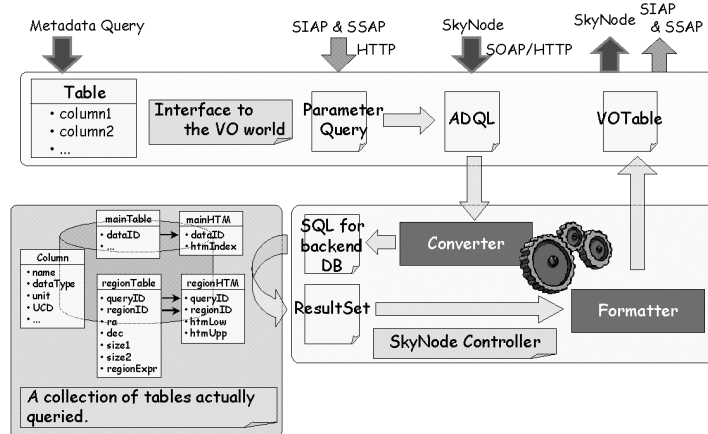 Metadata Query
SIAP & SSAP
HTTP
SkyNode
SOAP/HTTP
SkyNode
SIAP
& SSAP
Table
• column1
• column2
• ...
Interface to
the VO world
Parameter
Query
ADQL
VOTable
mainTable
• dataID
• ...
mainHTM
• dataID
• htmIndex
Column
• name
• dataType
• unit
• UCD
• ...
regionTable
• queryID
• regionID
• ra
• dec
• size1
• size2
• regionExpr
regionHTM
• queryID
• regionID
• htmLow
• htmUpp
A collection of tables actually
queried.
SQL for
backend
DB
Converter
ResultSet
Formatter
SkyNode Controller